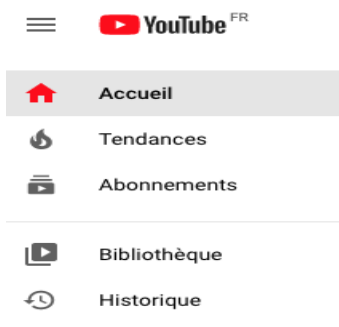 YouTube FR
Accueil
Tendances
Abonnements
Bibliothèque
Historique